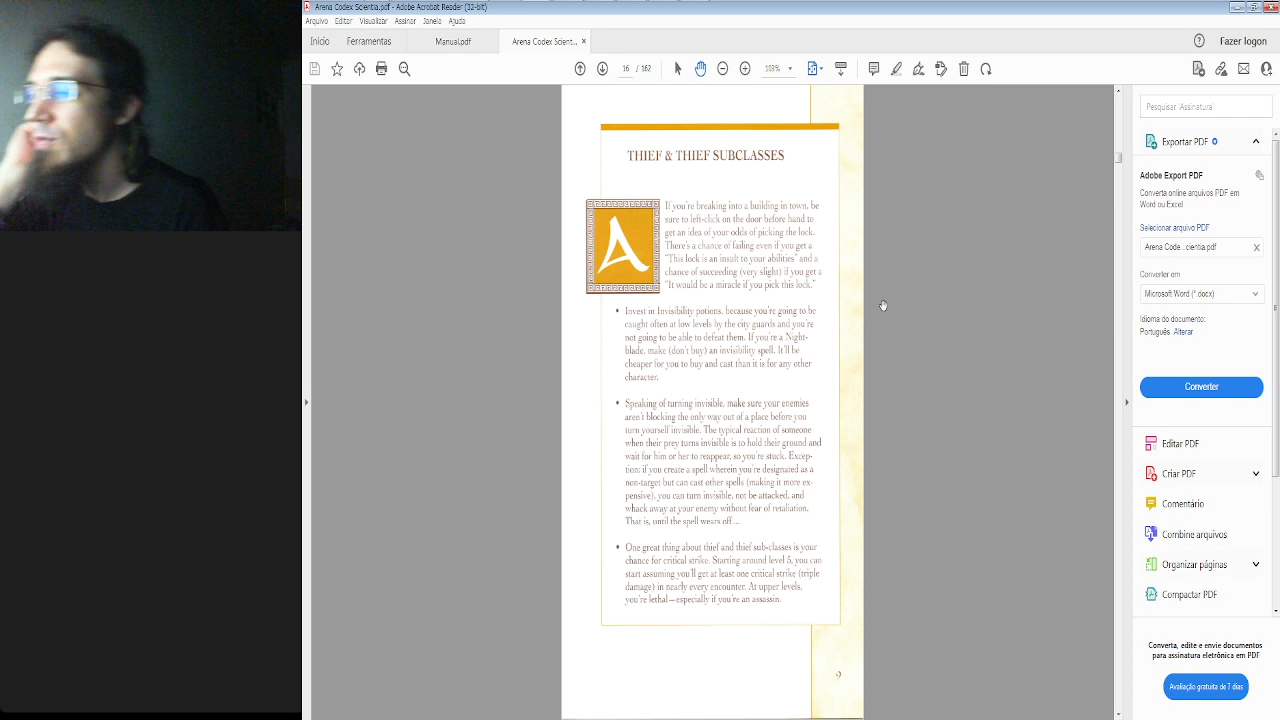 Arena Codex Scientia.pdf - Adobe Acrobat Reader (32-bit)
Arquivo Editar Visualizar Assinar Janela Ajuda
Início Ferramentas Manual.pdf Arena Codex Scient... × Fazer logon
16 / 162 103%
THIEF & THIEF SUBCLASSES
A
If you're breaking into a building in town, be
sure to left-click on the door before hand to
get an idea of your odds of picking the lock.
There's a chance of failing even if you get a
"This lock is an insult to your abilities" and a
chance of succeeding (very slight) if you get a
"It would be a miracle if you pick this lock."
• Invest in Invisibility potions, because you're going to be
caught often at low levels by the city guards and you're
not going to be able to defeat them. If you're a Night-
blade, make (don't buy) an invisibility spell. It'll be
cheaper for you to buy and cast than it is for any other
character.
• Speaking of turning invisible, make sure your enemies
aren't blocking the only way out of a place before you
turn yourself invisible. The typical reaction of someone
when their prey turns invisible is to hold their ground and
wait for him or her to reappear, so you're stuck. Excep-
tion: if you create a spell wherein you're designated as a
non-target but can cast other spells (making it more ex-
pensive), you can turn invisible, not be attacked, and
whack away at your enemy without fear of retaliation.
That is, until the spell wears off ...
• One great thing about thief and thief sub-classes is your
chance for critical strike. Starting around level 5, you can
start assuming you'll get at least one critical strike (triple
damage) in nearly every encounter. At upper levels,
you're lethal—especially if you're an assassin.
9
Pesquisar 'Assinatura'
Exportar PDF
Adobe Export PDF
Converta online arquivos PDF em
Word ou Excel
Selecionar arquivo PDF
Arena Code...cientia.pdf ×
Converter em
Microsoft Word (*.docx)
Idioma do documento:
Português Alterar
Converter
Editar PDF
Criar PDF
Comentário
Combine arquivos
Organizar páginas
Compactar PDF
Converta, edite e envie documentos
para assinatura eletrônica em PDF
Avaliação gratuita de 7 dias